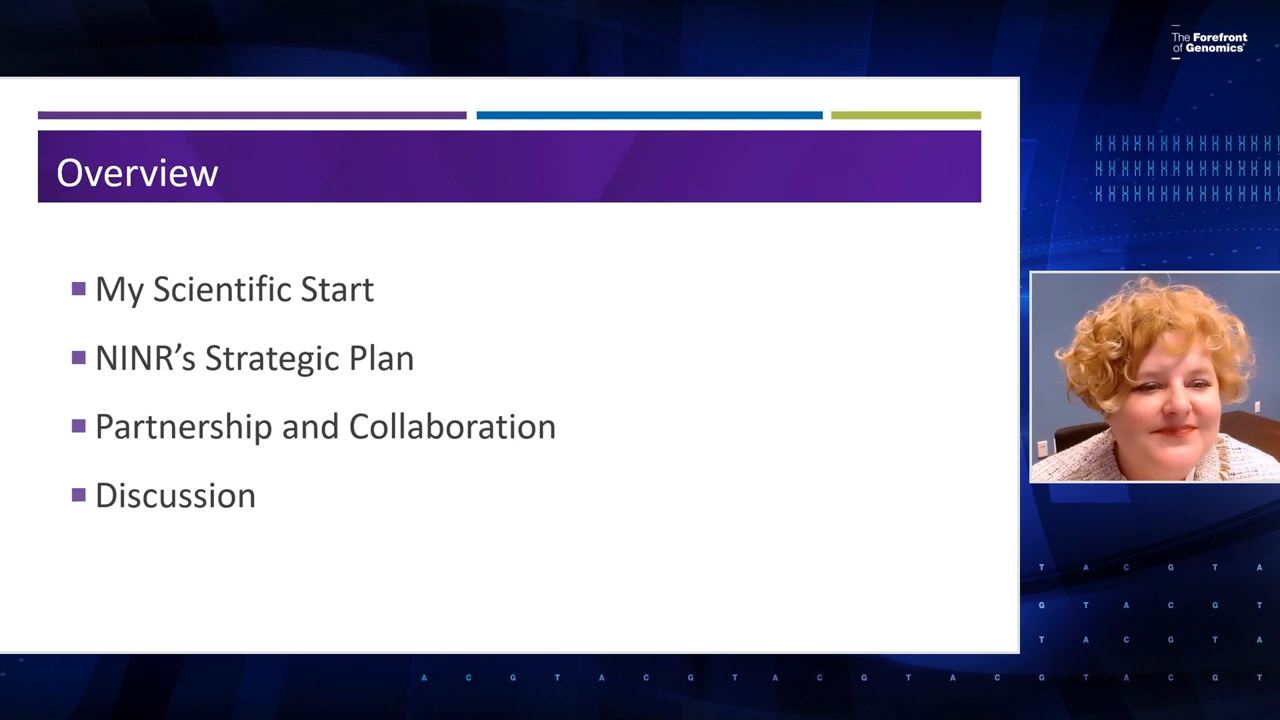 The Forefront
of Genomics®
Overview
My Scientific Start
NINR’s Strategic Plan
Partnership and Collaboration
Discussion
T A C G T A
G T A C G T
T A C G T A
A C G T A C G T A C G T A C G T A C G T